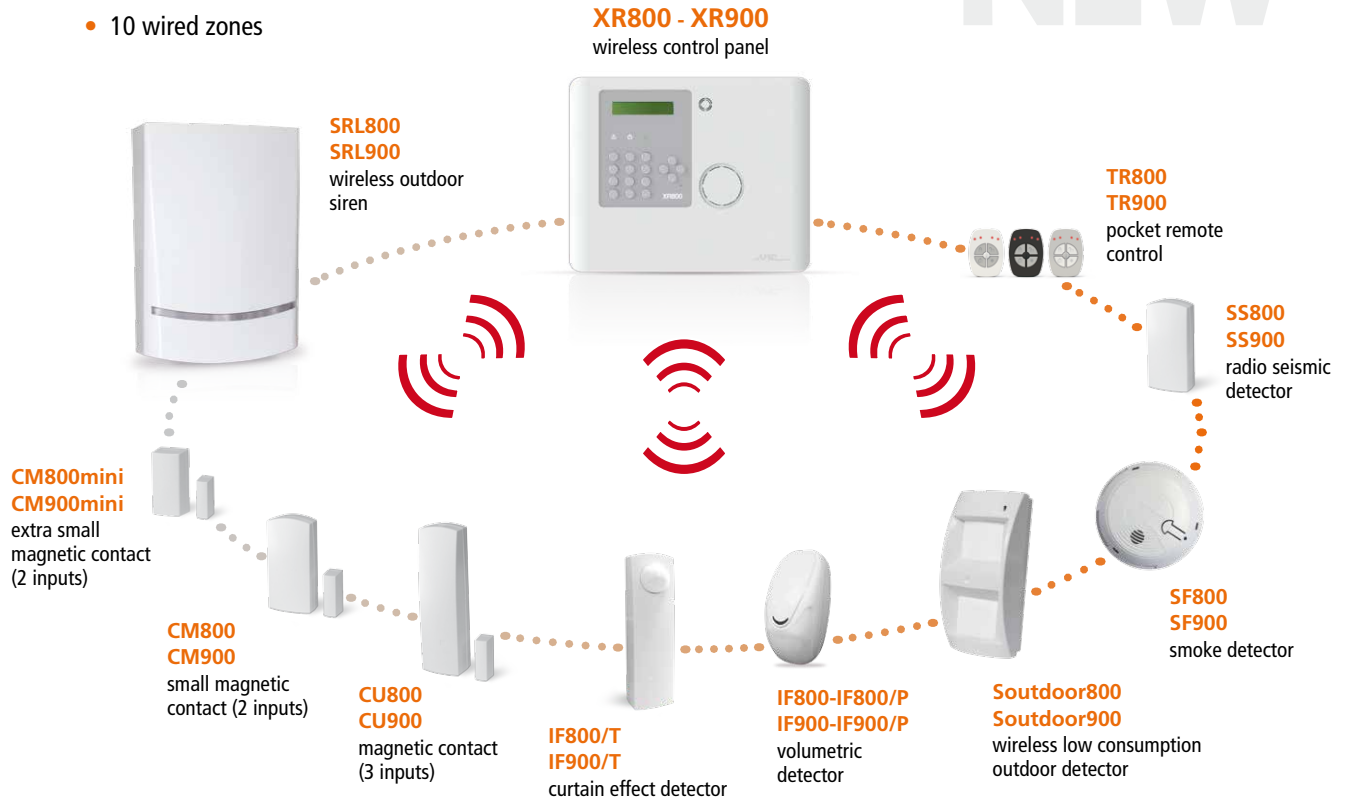 NEW
• 10 wired zones
XR800 - XR900
wireless control panel
XR800
SRL800
SRL900
wireless outdoor
siren
TR800
TR900
pocket remote
control
SS800
SS900
radio seismic
detector
CM800mini
CM900mini
extra small
magnetic contact
(2 inputs)
CM800
CM900
small magnetic
contact (2 inputs)
CU800
CU900
magnetic contact
(3 inputs)
IF800/T
IF900/T
curtain effect detector
IF800-IF800/P
IF900-IF900/P
volumetric
detector
Soutdoor800
Soutdoor900
wireless low consumption
outdoor detector
SF800
SF900
smoke detector